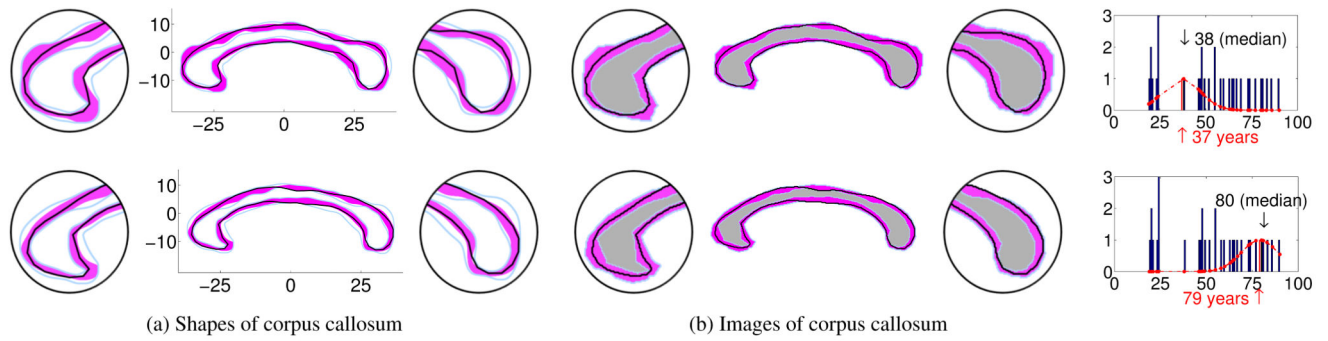 10
0
−10
−25 0 25
3
2
1
0
↓ 38 (median)
0 25 50 75 100
↑ 37 years
10
0
−10
−25 0 25
3
2
1
0
80 (median)
↓
0 25 50 75 100
79 years ↑
(a) Shapes of corpus callosum
(b) Images of corpus callosum